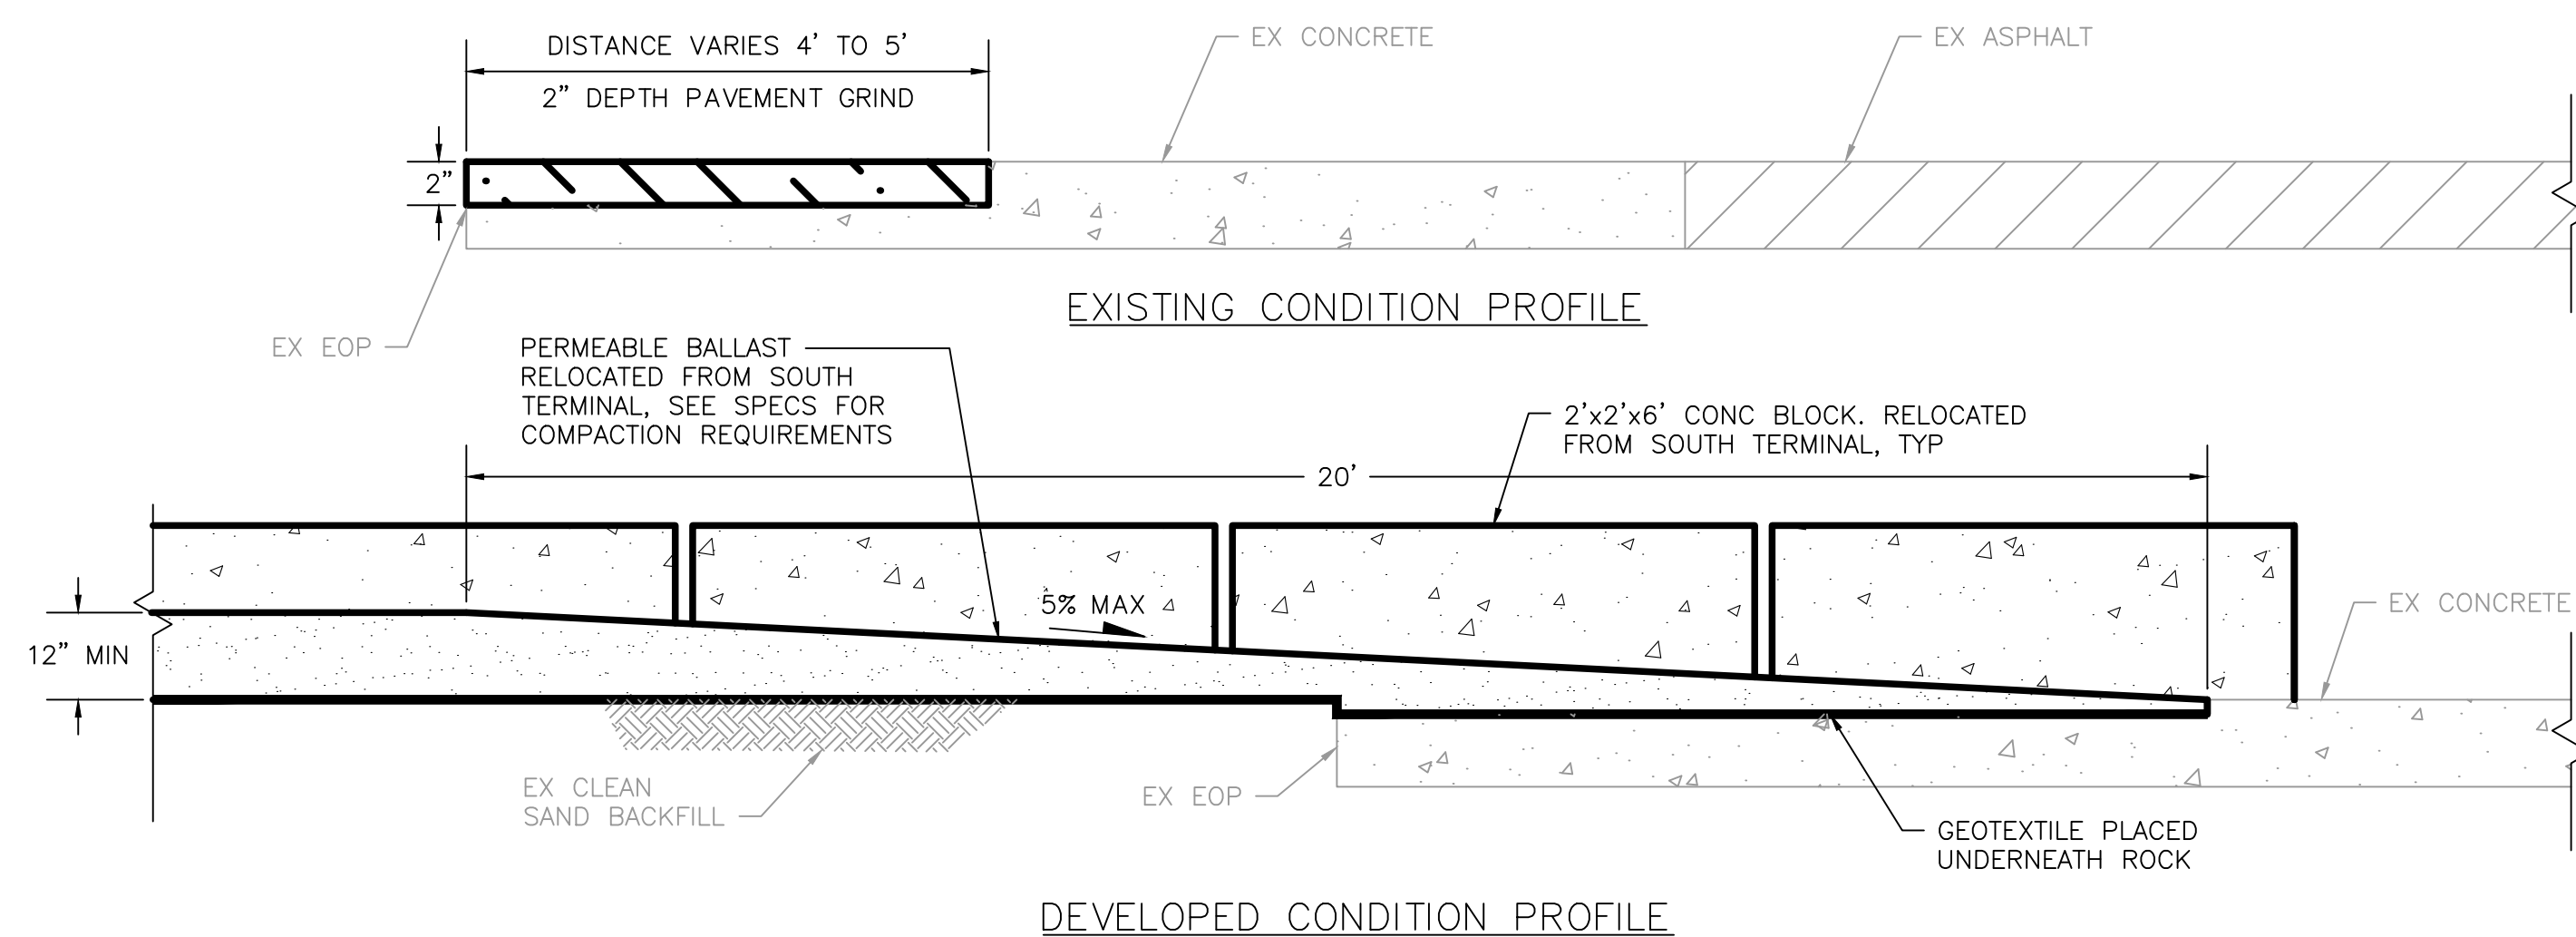 DISTANCE VARIES 4' TO 5'
2" DEPTH PAVEMENT GRIND
EX CONCRETE
EX ASPHALT
2"
EX EOP
EXISTING CONDITION PROFILE
PERMEABLE BALLAST
RELOCATED FROM SOUTH
TERMINAL, SEE SPECS FOR
COMPACTION REQUIREMENTS
2'x2'x6' CONC BLOCK. RELOCATED
FROM SOUTH TERMINAL, TYP
20'
5% MAX
EX CONCRETE
12" MIN
EX CLEAN
SAND BACKFILL
EX EOP
GEOTEXTILE PLACED
UNDERNEATH ROCK
DEVELOPED CONDITION PROFILE